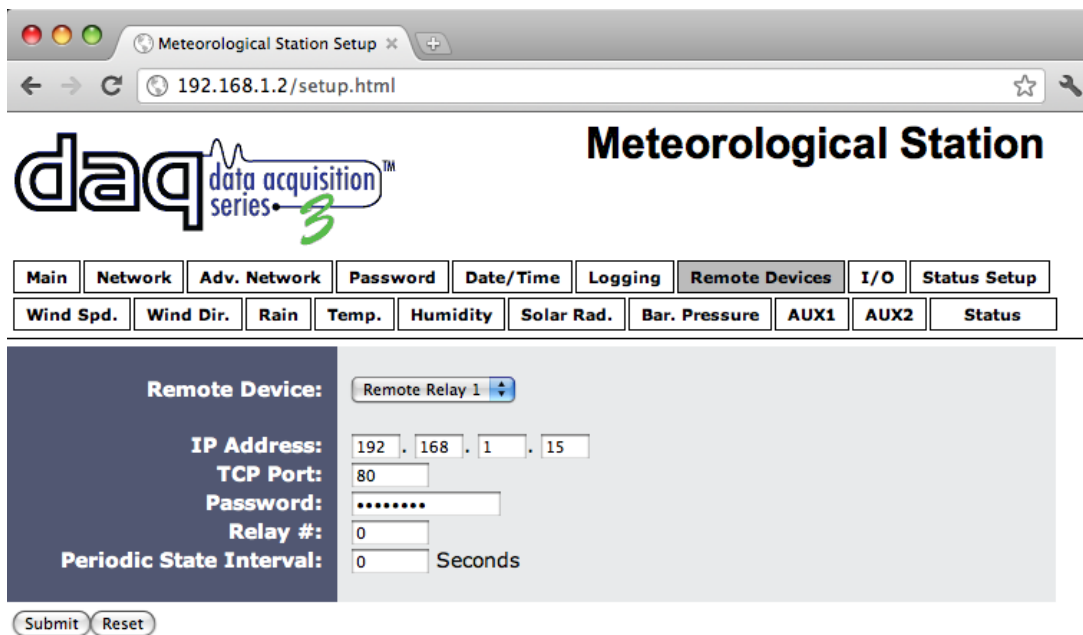 Meteorological Station Setup
192.168.1.2/setup.html
daq data acquisition™ series 3
Meteorological Station
Main Network Adv. Network Password Date/Time Logging Remote Devices I/O Status Setup
Wind Spd. Wind Dir. Rain Temp. Humidity Solar Rad. Bar. Pressure AUX1 AUX2 Status
Remote Device: Remote Relay 1
IP Address: 192 . 168 . 1 . 15
TCP Port: 80
Password: ••••••••
Relay #: 0
Periodic State Interval: 0 Seconds
Submit Reset